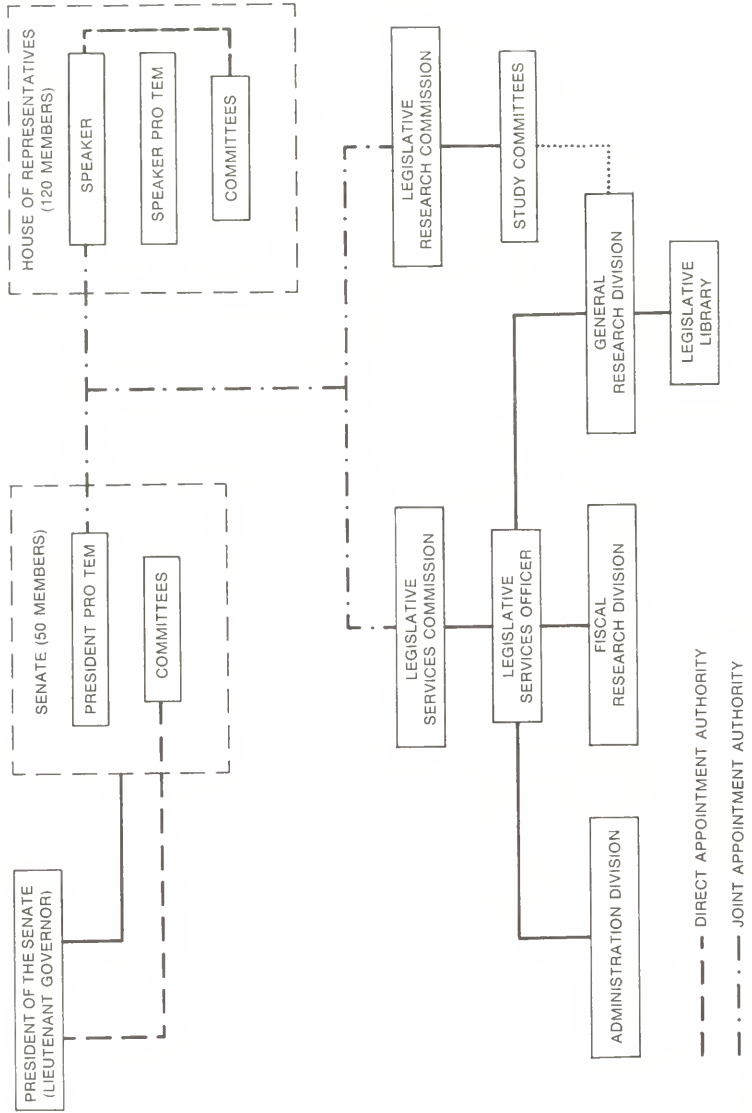 PRESIDENT OF THE SENATE
(LIEUTENANT GOVERNOR)
SENATE (50 MEMBERS)
PRESIDENT PRO TEM
COMMITTEES
HOUSE OF REPRESENTATIVES
(120 MEMBERS)
SPEAKER
SPEAKER PRO TEM
COMMITTEES
LEGISLATIVE
SERVICES COMMISSION
LEGISLATIVE
RESEARCH COMMISSION
LEGISLATIVE
SERVICES OFFICER
STUDY COMMITTEES
ADMINISTRATION DIVISION
FISCAL
RESEARCH DIVISION
GENERAL
RESEARCH DIVISION
LEGISLATIVE
LIBRARY
DIRECT APPOINTMENT AUTHORITY
JOINT APPOINTMENT AUTHORITY